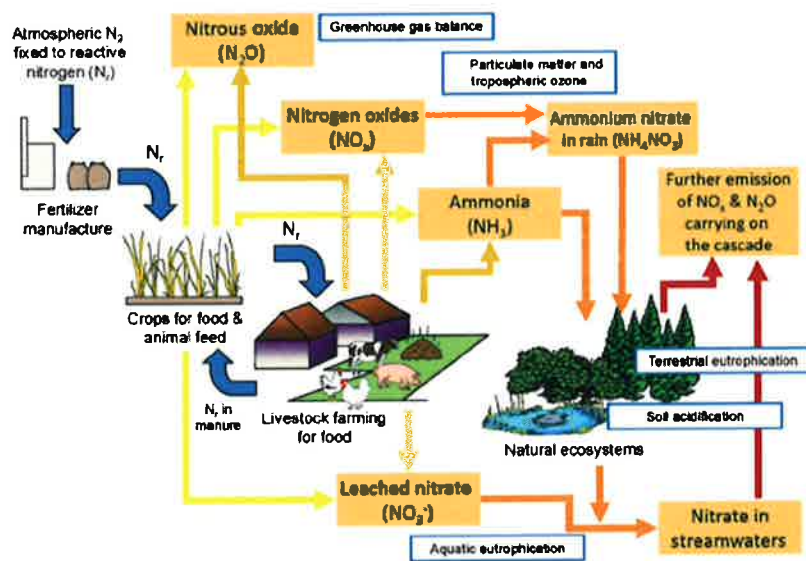 Atmospheric N₂
fixed to reactive
nitrogen (Nᵣ)
Nitrous oxide
(N₂O)
Greenhouse gas balance
Particulate matter and
tropospheric ozone
Nitrogen oxides
(NOₓ)
Ammonium nitrate
in rain (NH₄NO₃)
Nᵣ
Fertilizer
manufacture
Ammonia
(NH₃)
Further emission
of NOₓ & N₂O
carrying on
the cascade
Nᵣ
Crops for food &
animal feed
Terrestrial eutrophication
Nᵣ in
manure
Livestock farming
for food
Soil acidification
Natural ecosystems
Leached nitrate
(NO₃⁻)
Nitrate in
streamwaters
Aquatic eutrophication